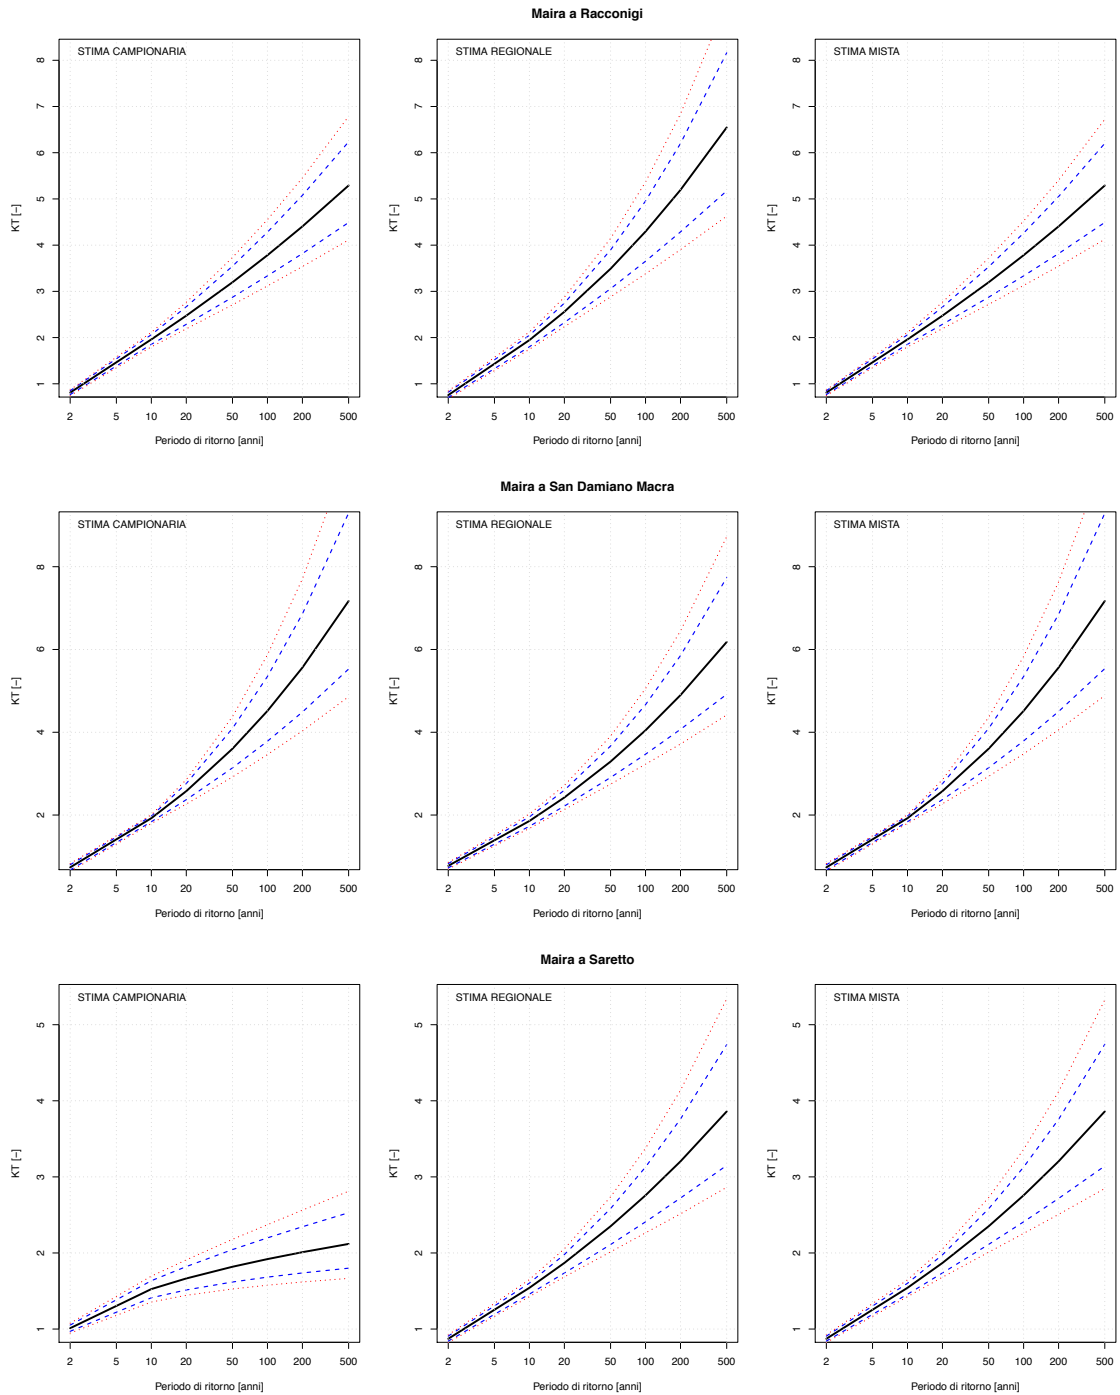 Maira a Racconigi
STIMA CAMPIONARIA
STIMA REGIONALE
STIMA MISTA
8
7
6
5
4
3
2
1
KT [−]
2 5 10 20 50 100 200 500
Periodo di ritorno [anni]
8
7
6
5
4
3
2
1
KT [−]
2 5 10 20 50 100 200 500
Periodo di ritorno [anni]
8
7
6
5
4
3
2
1
KT [−]
2 5 10 20 50 100 200 500
Periodo di ritorno [anni]
Maira a San Damiano Macra
STIMA CAMPIONARIA
STIMA REGIONALE
STIMA MISTA
8
6
4
2
KT [−]
2 5 10 20 50 100 200 500
Periodo di ritorno [anni]
8
6
4
2
KT [−]
2 5 10 20 50 100 200 500
Periodo di ritorno [anni]
8
6
4
2
KT [−]
2 5 10 20 50 100 200 500
Periodo di ritorno [anni]
Maira a Saretto
STIMA CAMPIONARIA
STIMA REGIONALE
STIMA MISTA
5
4
3
2
1
KT [−]
2 5 10 20 50 100 200 500
Periodo di ritorno [anni]
5
4
3
2
1
KT [−]
2 5 10 20 50 100 200 500
Periodo di ritorno [anni]
5
4
3
2
1
KT [−]
2 5 10 20 50 100 200 500
Periodo di ritorno [anni]